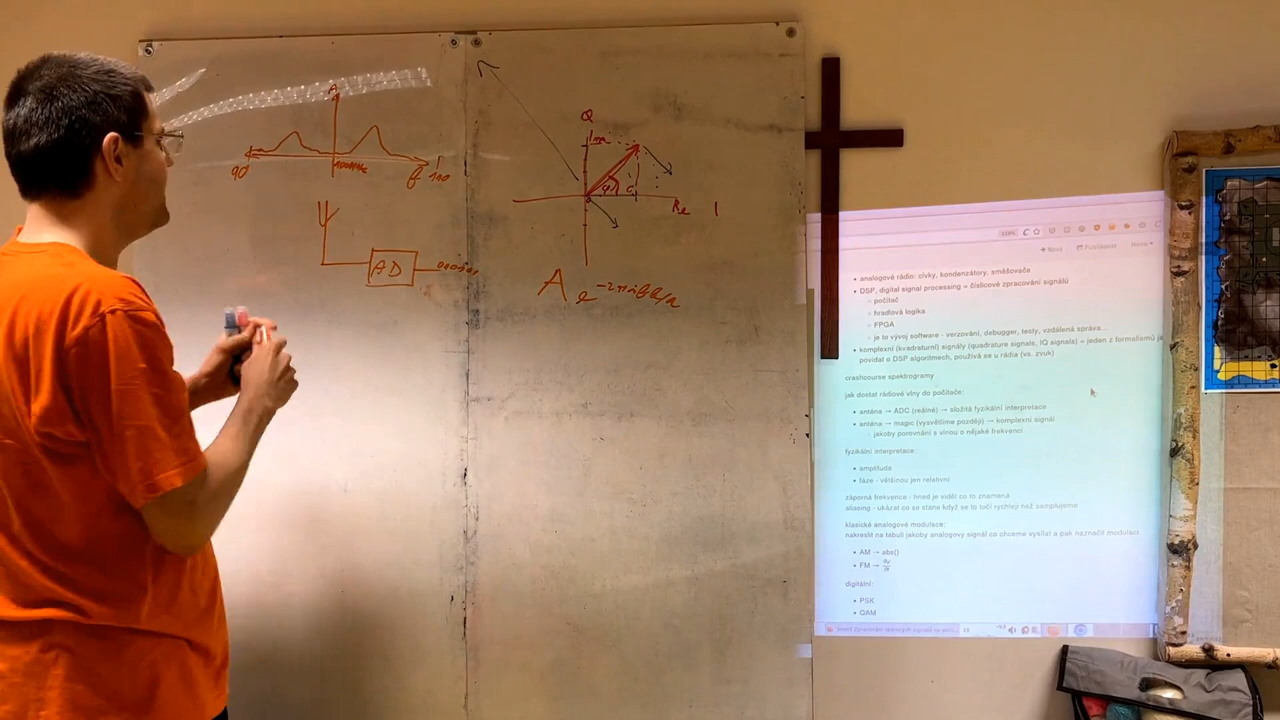 A
90
100MHz
f 110
AD
Q
Im
φ
Re I
A e
analogové rádio: cívky, kondenzátory, směšovače
DSP, digital signal processing = číslicové zpracování signálů
počítač
hradlová logika
FPGA
je to vývoj software - verzování, debugger, testy, vzdálená správa...
komplexní (kvadraturní) signály (quadrature signals, IQ signals) = jeden z formalismů
povídat o DSP algoritmech, používá se u rádia (vs. zvuk)
crashcourse spektrogramy
jak dostat rádiové vlny do počítače:
anténa → ADC (reálné) → složitá fyzikální interpretace
anténa → magic (vysvětlíme později) → komplexní signál
jakoby porovnání s vlnou o nějaké frekvenci
fyzikální interpretace:
amplituda
fáze - většinou jen relativní
záporná frekvence - hned je vidět co to znamená
aliasing - ukázat co se stane když se to točí rychleji než samplujeme
klasické analogové modulace:
nakreslit na tabuli jakoby analogový signál co chceme vysílat a pak naznačit modulaci
AM → abs()
FM →
digitální:
PSK
QAM